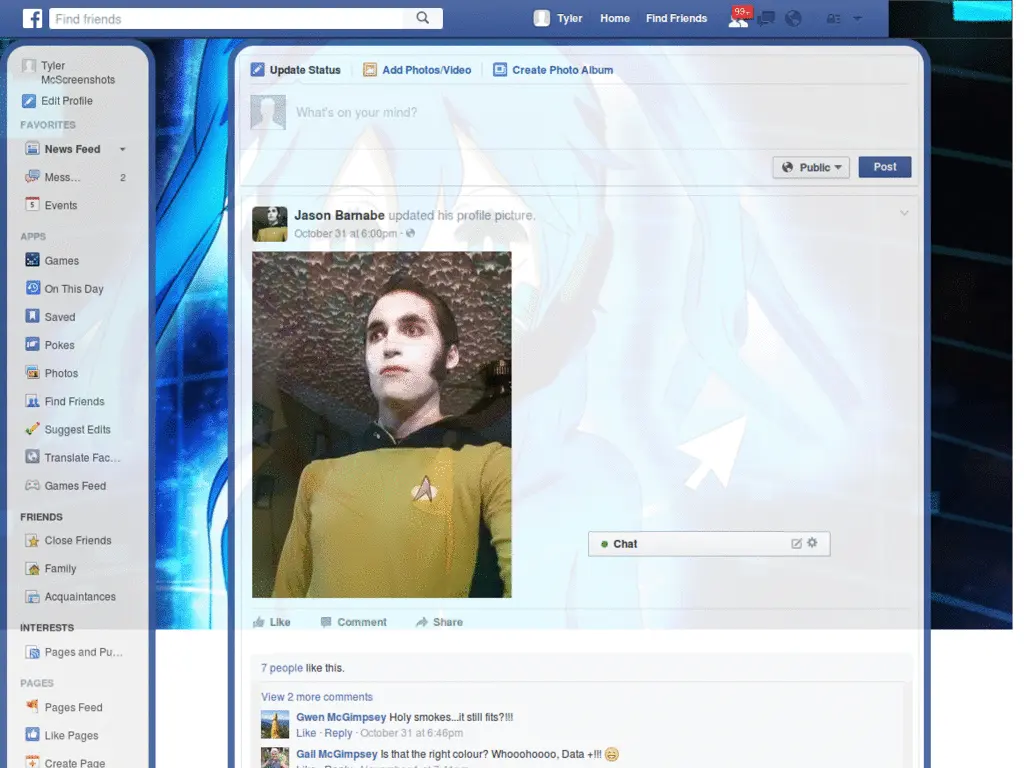 Find friends
Tyler
Home
Find Friends
99+
Tyler
McScreenshots
Edit Profile
FAVORITES
News Feed
Mess...
2
Events
APPS
Games
On This Day
Saved
Pokes
Photos
Find Friends
Suggest Edits
Translate Fac...
Games Feed
FRIENDS
Close Friends
Family
Acquaintances
INTERESTS
Pages and Pu...
PAGES
Pages Feed
Like Pages
Create Page
Update Status
Add Photos/Video
Create Photo Album
What's on your mind?
Public
Post
Jason Barnabe updated his profile picture.
October 31 at 6:00pm ·
Chat
Like
Comment
Share
7 people like this.
View 2 more comments
Gwen McGimpsey Holy smokes...it still fits?!!!
Like · Reply · October 31 at 6:46pm
Gail McGimpsey Is that the right colour? Whooohoooo, Data +!!!